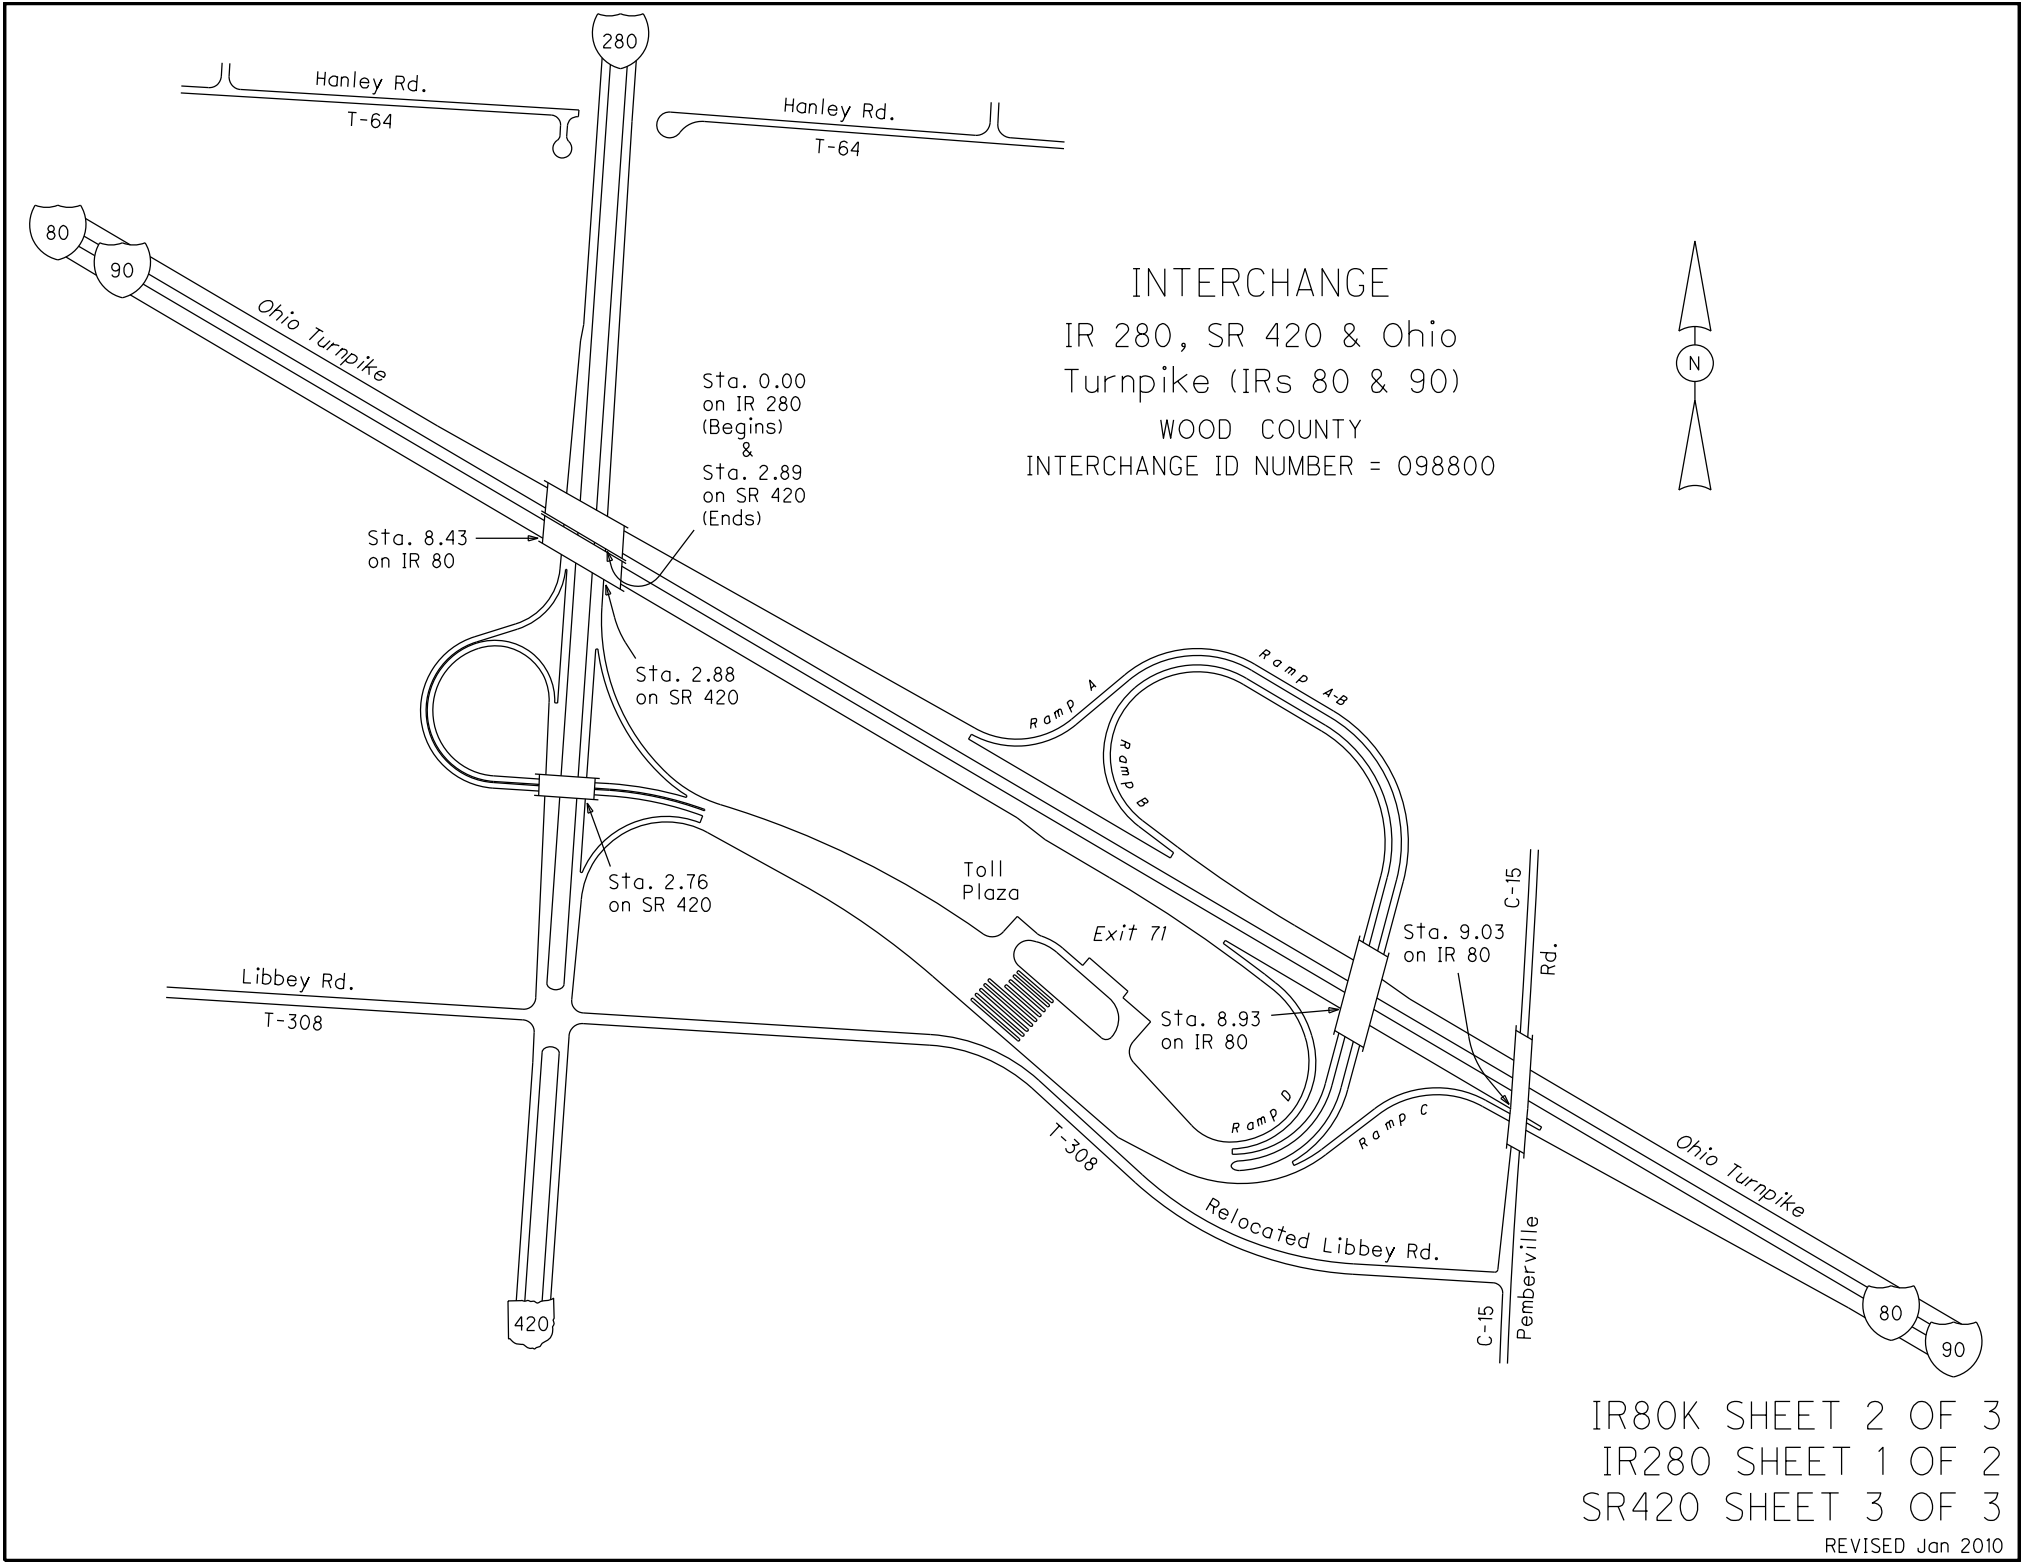 280
Hanley Rd.
T-64
Hanley Rd.
T-64
80
90
Ohio Turnpike
INTERCHANGE
IR 280, SR 420 & Ohio
Turnpike (IRs 80 & 90)
WOOD COUNTY
INTERCHANGE ID NUMBER = 098800
N
Sta. 0.00
on IR 280
(Begins)
&
Sta. 2.89
on SR 420
(Ends)
Sta. 8.43
on IR 80
Sta. 2.88
on SR 420
Ramp A
Ramp A-B
Ramp B
Sta. 2.76
on SR 420
Toll
Plaza
Exit 71
C-15
Rd.
Sta. 9.03
on IR 80
Libbey Rd.
T-308
Sta. 8.93
on IR 80
Ramp D
Ramp C
T-308
Ohio Turnpike
Relocated Libbey Rd.
Pemberville
C-15
420
80
90
IR80K SHEET 2 OF 3
IR280 SHEET 1 OF 2
SR420 SHEET 3 OF 3
REVISED Jan 2010